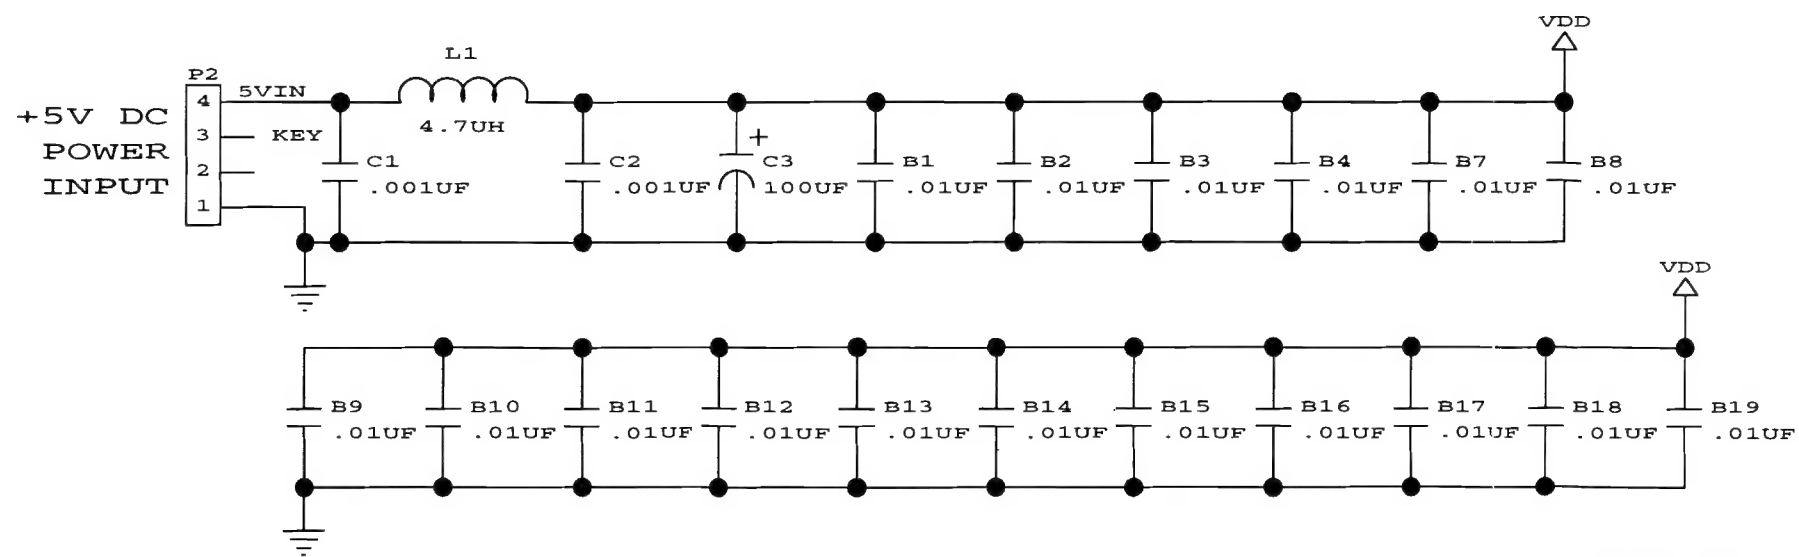 VDD
L1
P2
4 5VIN
+5V DC
POWER
INPUT
4.7UH
3 KEY
2
1
C1
.001UF
C2
.001UF
+
C3
100UF
B1
.01UF
B2
.01UF
B3
.01UF
B4
.01UF
B7
.01UF
B8
.01UF
VDD
B9
.01UF
B10
.01UF
B11
.01UF
B12
.01UF
B13
.01UF
B14
.01UF
B15
.01UF
B16
.01UF
B17
.01UF
B18
.01UF
B19
.01UF